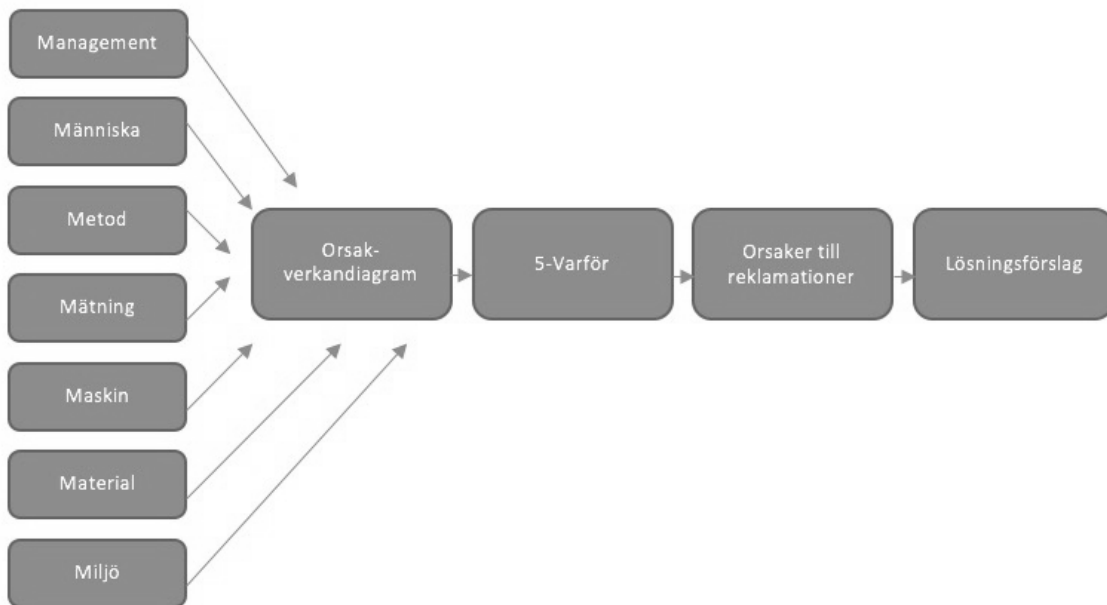 Management
Människa
Metod
Mätning
Maskin
Material
Miljö
Orsak-
verkandiagram
5-Varför
Orsaker till
reklamationer
Lösningsförslag